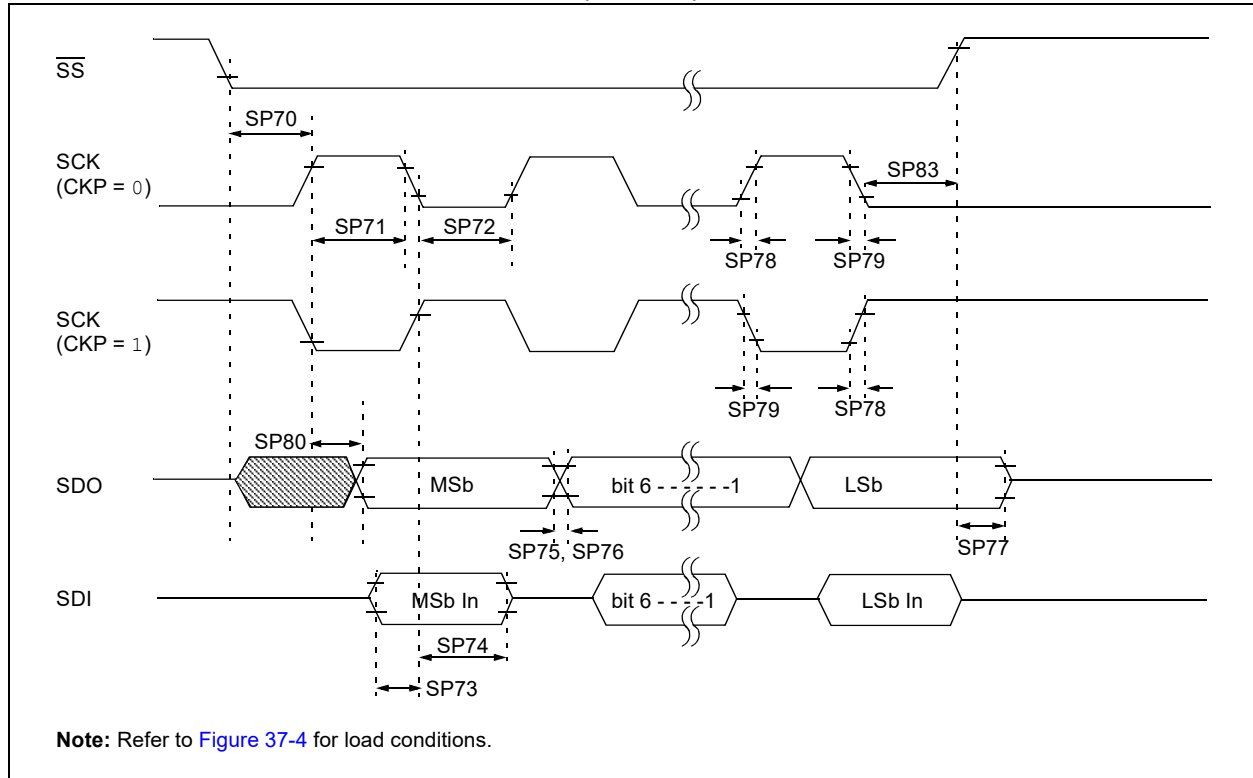 SS
SP70
SCK
(CKP = 0)
SP83
SP71
SP72
SP78
SP79
SCK
(CKP = 1)
SP79
SP78
SP80
SDO
MSb
bit 6 - - - - - - -1
LSb
SP75, SP76
SP77
SDI
MSb In
bit 6 - - - - -1
LSb In
SP74
SP73
Note: Refer to Figure 37-4 for load conditions.